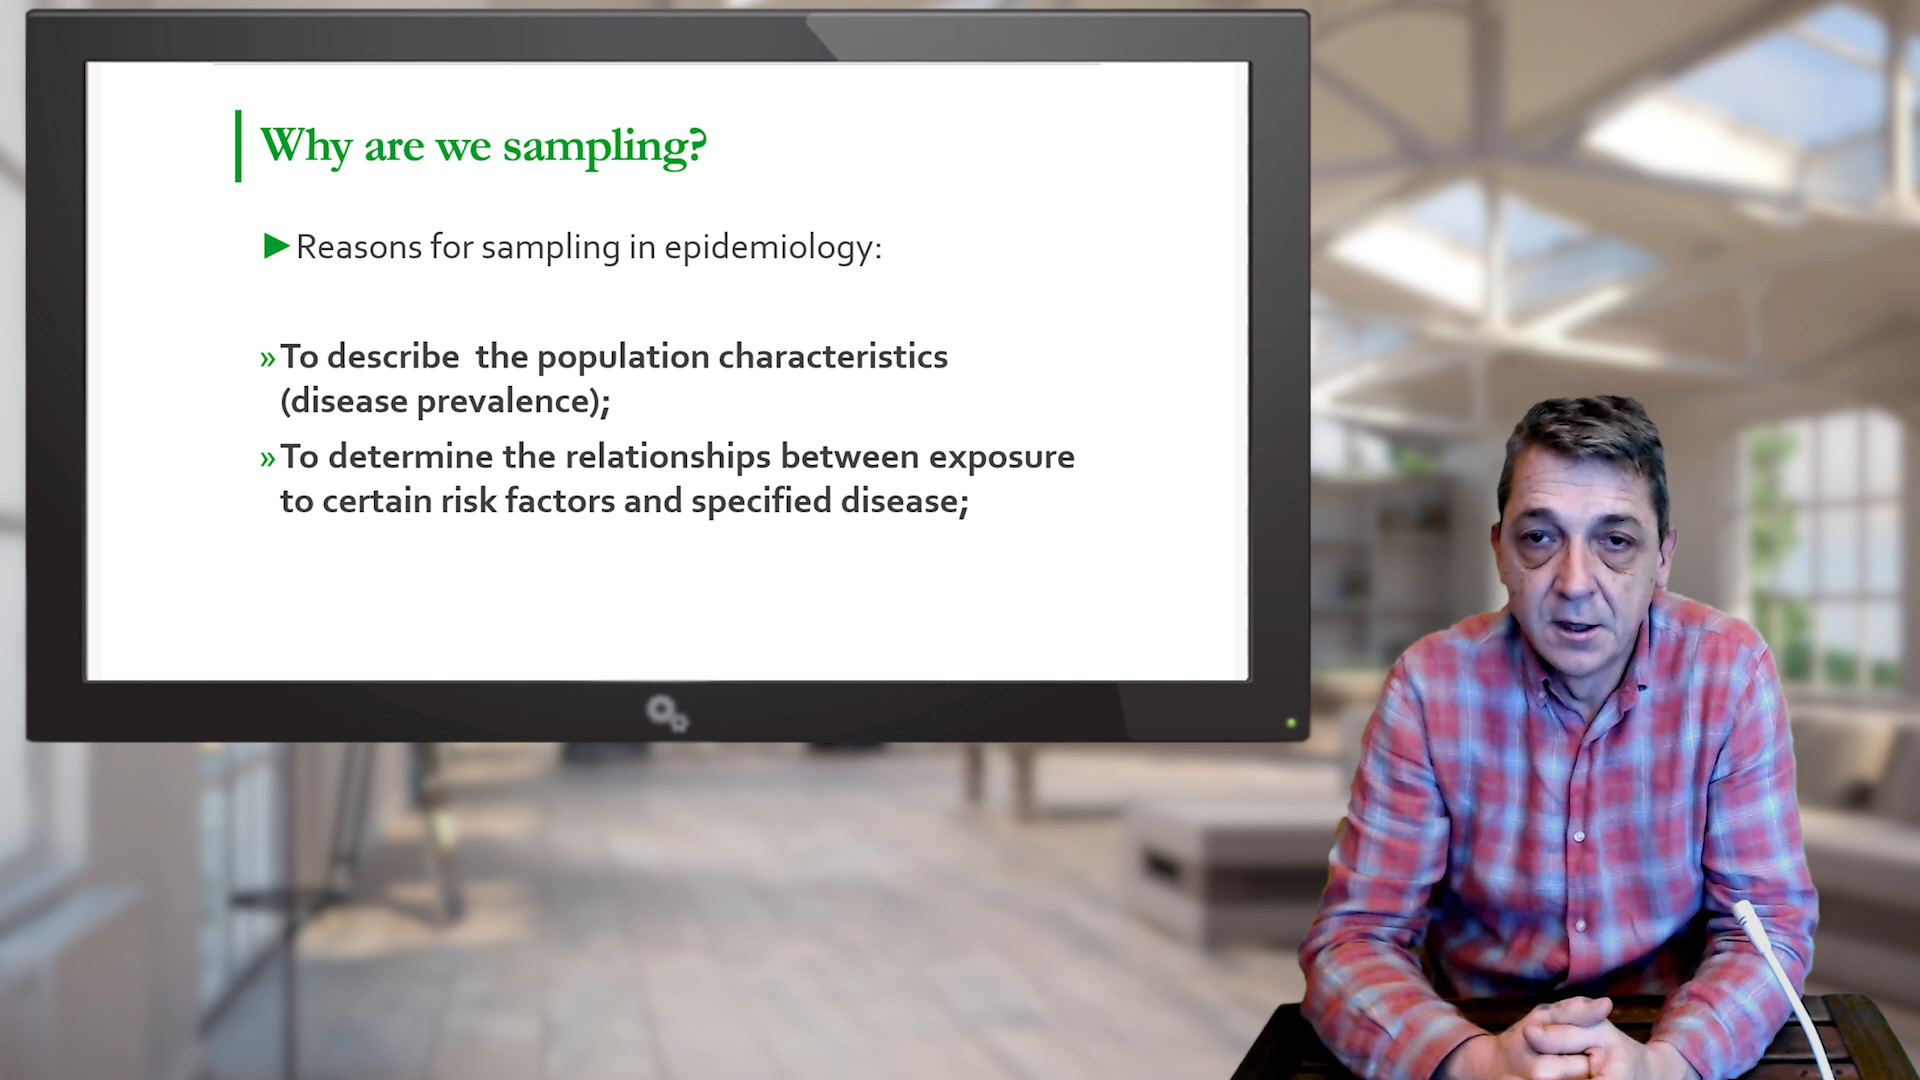 Why are we sampling?
►Reasons for sampling in epidemiology:
»To describe  the population characteristics
(disease prevalence);
»To determine the relationships between exposure
to certain risk factors and specified disease;